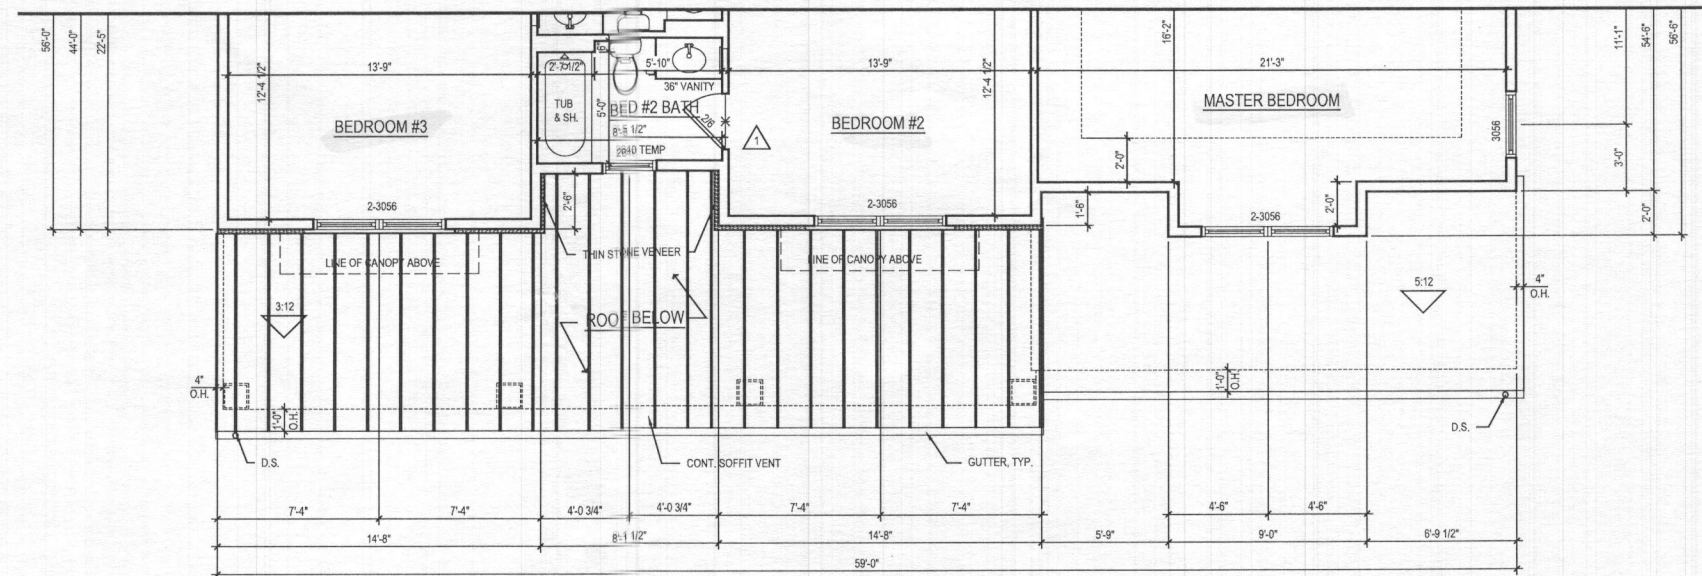 56'-0"
44'-0"
22'-5"
12'-4 1/2"
13'-9"
BEDROOM #3
2-3056
2'-7 1/2"
6"
5'-10"
36" VANITY
TUB
& SH.
5'-0"
BED #2 BATH
2/6
2840 TEMP
1
13'-9"
12'-4 1/2"
BEDROOM #2
2-3056
16'-2"
21'-3"
MASTER BEDROOM
2'-0"
1'-6"
2-3056
2'-0"
3056
11'-1"
54'-6"
56'-6"
3'-0"
2'-0"
2'-6"
THIN STONE VENEER
LINE OF CANOPY ABOVE
LINE OF CANOPY ABOVE
3:12
ROOF BELOW
5:12
4"
O.H.
4"
O.H.
1'-0"
O.H.
1'-0"
O.H.
D.S.
CONT. SOFFIT VENT
GUTTER, TYP.
D.S.
7'-4"
7'-4"
4'-0 3/4"
4'-0 3/4"
7'-4"
7'-4"
4'-6"
4'-6"
14'-8"
8'-1 1/2"
14'-8"
5'-9"
9'-0"
6'-9 1/2"
59'-0"